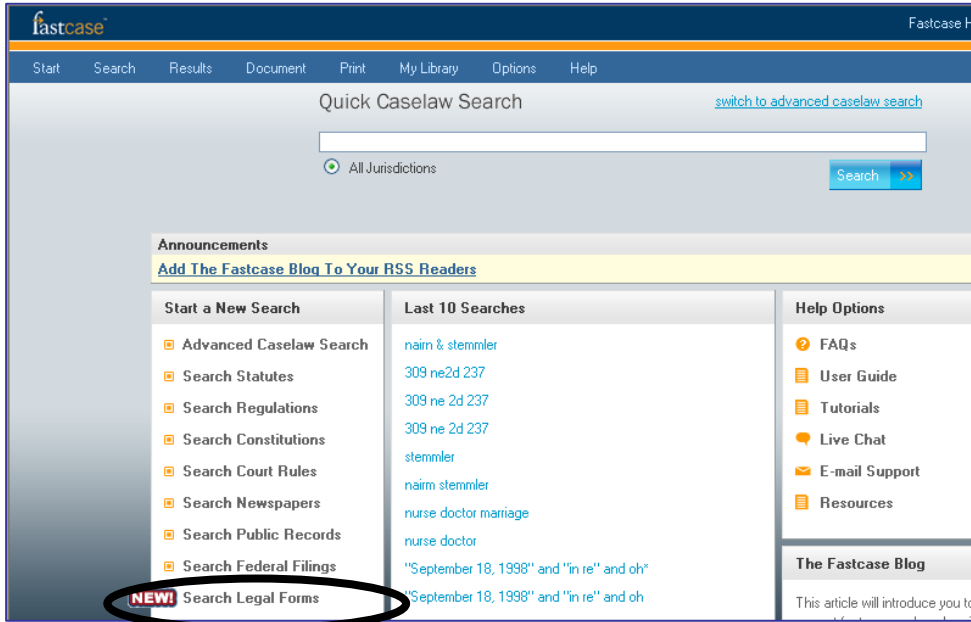 fastcase
Fastcase H
Start Search Results Document Print My Library Options Help
Quick Caselaw Search
switch to advanced caselaw search
All Jurisdictions
Search >>
Announcements
Add The Fastcase Blog To Your RSS Readers
Start a New Search
Advanced Caselaw Search
Search Statutes
Search Regulations
Search Constitutions
Search Court Rules
Search Newspapers
Search Public Records
Search Federal Filings
NEW! Search Legal Forms
Last 10 Searches
nairn & stemmler
309 ne2d 237
309 ne 2d 237
309 ne 2d 237
stemmler
nairn stemmler
nurse doctor marriage
nurse doctor
"September 18, 1998" and "in re" and oh*
"September 18, 1998" and "in re" and oh
Help Options
FAQs
User Guide
Tutorials
Live Chat
E-mail Support
Resources
The Fastcase Blog
This article will introduce you to